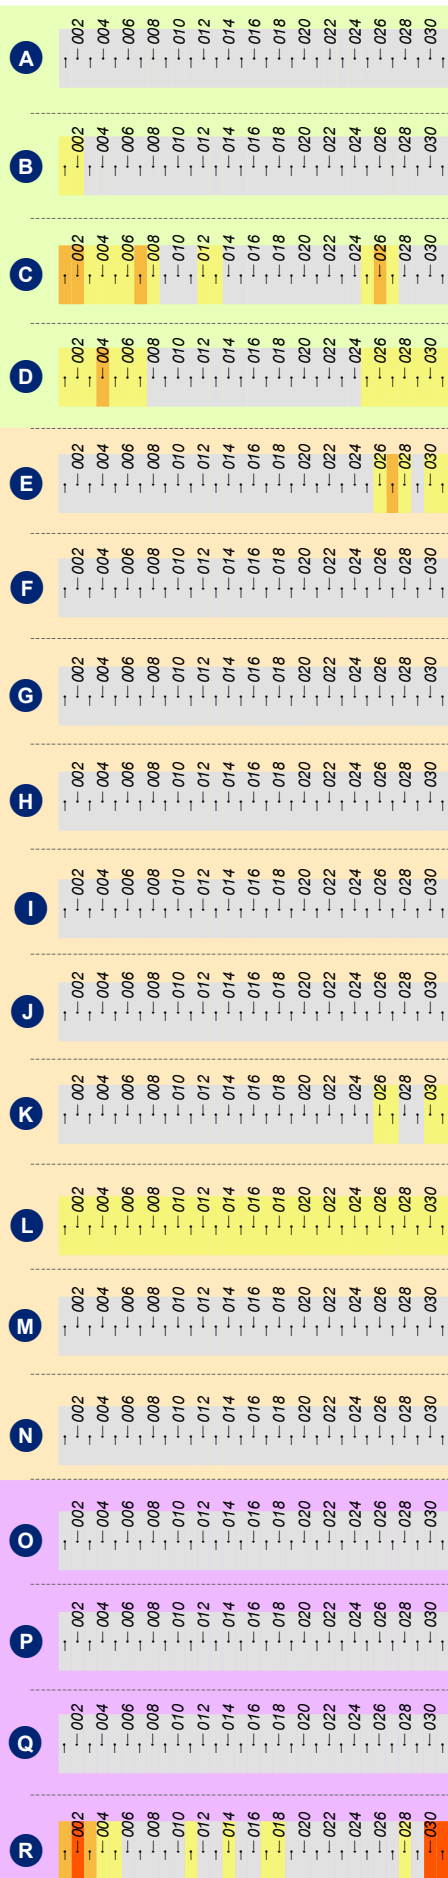 A ↑ ← 002 ↑ ← 004 ↑ ← 006 ↑ ← 008 ↑ ← 010 ↑ ← 012 ↑ ← 014 ↑ ← 016 ↑ ← 018 ↑ ← 020 ↑ ← 022 ↑ ← 024 ↑ ← 026 ↑ ← 028 ↑ ← 030 ↑
B ↑ ← 002 ↑ ← 004 ↑ ← 006 ↑ ← 008 ↑ ← 010 ↑ ← 012 ↑ ← 014 ↑ ← 016 ↑ ← 018 ↑ ← 020 ↑ ← 022 ↑ ← 024 ↑ ← 026 ↑ ← 028 ↑ ← 030 ↑
C ↑ ← 002 ↑ ← 004 ↑ ← 006 ↑ ← 008 ↑ ← 010 ↑ ← 012 ↑ ← 014 ↑ ← 016 ↑ ← 018 ↑ ← 020 ↑ ← 022 ↑ ← 024 ↑ ← 026 ↑ ← 028 ↑ ← 030 ↑
D ↑ ← 002 ↑ ← 004 ↑ ← 006 ↑ ← 008 ↑ ← 010 ↑ ← 012 ↑ ← 014 ↑ ← 016 ↑ ← 018 ↑ ← 020 ↑ ← 022 ↑ ← 024 ↑ ← 026 ↑ ← 028 ↑ ← 030 ↑
E ↑ ← 002 ↑ ← 004 ↑ ← 006 ↑ ← 008 ↑ ← 010 ↑ ← 012 ↑ ← 014 ↑ ← 016 ↑ ← 018 ↑ ← 020 ↑ ← 022 ↑ ← 024 ↑ ← 026 ↑ ← 028 ↑ ← 030 ↑
F ↑ ← 002 ↑ ← 004 ↑ ← 006 ↑ ← 008 ↑ ← 010 ↑ ← 012 ↑ ← 014 ↑ ← 016 ↑ ← 018 ↑ ← 020 ↑ ← 022 ↑ ← 024 ↑ ← 026 ↑ ← 028 ↑ ← 030 ↑
G ↑ ← 002 ↑ ← 004 ↑ ← 006 ↑ ← 008 ↑ ← 010 ↑ ← 012 ↑ ← 014 ↑ ← 016 ↑ ← 018 ↑ ← 020 ↑ ← 022 ↑ ← 024 ↑ ← 026 ↑ ← 028 ↑ ← 030 ↑
H ↑ ← 002 ↑ ← 004 ↑ ← 006 ↑ ← 008 ↑ ← 010 ↑ ← 012 ↑ ← 014 ↑ ← 016 ↑ ← 018 ↑ ← 020 ↑ ← 022 ↑ ← 024 ↑ ← 026 ↑ ← 028 ↑ ← 030 ↑
I ↑ ← 002 ↑ ← 004 ↑ ← 006 ↑ ← 008 ↑ ← 010 ↑ ← 012 ↑ ← 014 ↑ ← 016 ↑ ← 018 ↑ ← 020 ↑ ← 022 ↑ ← 024 ↑ ← 026 ↑ ← 028 ↑ ← 030 ↑
J ↑ ← 002 ↑ ← 004 ↑ ← 006 ↑ ← 008 ↑ ← 010 ↑ ← 012 ↑ ← 014 ↑ ← 016 ↑ ← 018 ↑ ← 020 ↑ ← 022 ↑ ← 024 ↑ ← 026 ↑ ← 028 ↑ ← 030 ↑
K ↑ ← 002 ↑ ← 004 ↑ ← 006 ↑ ← 008 ↑ ← 010 ↑ ← 012 ↑ ← 014 ↑ ← 016 ↑ ← 018 ↑ ← 020 ↑ ← 022 ↑ ← 024 ↑ ← 026 ↑ ← 028 ↑ ← 030 ↑
L ↑ ← 002 ↑ ← 004 ↑ ← 006 ↑ ← 008 ↑ ← 010 ↑ ← 012 ↑ ← 014 ↑ ← 016 ↑ ← 018 ↑ ← 020 ↑ ← 022 ↑ ← 024 ↑ ← 026 ↑ ← 028 ↑ ← 030 ↑
M ↑ ← 002 ↑ ← 004 ↑ ← 006 ↑ ← 008 ↑ ← 010 ↑ ← 012 ↑ ← 014 ↑ ← 016 ↑ ← 018 ↑ ← 020 ↑ ← 022 ↑ ← 024 ↑ ← 026 ↑ ← 028 ↑ ← 030 ↑
N ↑ ← 002 ↑ ← 004 ↑ ← 006 ↑ ← 008 ↑ ← 010 ↑ ← 012 ↑ ← 014 ↑ ← 016 ↑ ← 018 ↑ ← 020 ↑ ← 022 ↑ ← 024 ↑ ← 026 ↑ ← 028 ↑ ← 030 ↑
O ↑ ← 002 ↑ ← 004 ↑ ← 006 ↑ ← 008 ↑ ← 010 ↑ ← 012 ↑ ← 014 ↑ ← 016 ↑ ← 018 ↑ ← 020 ↑ ← 022 ↑ ← 024 ↑ ← 026 ↑ ← 028 ↑ ← 030 ↑
P ↑ ← 002 ↑ ← 004 ↑ ← 006 ↑ ← 008 ↑ ← 010 ↑ ← 012 ↑ ← 014 ↑ ← 016 ↑ ← 018 ↑ ← 020 ↑ ← 022 ↑ ← 024 ↑ ← 026 ↑ ← 028 ↑ ← 030 ↑
Q ↑ ← 002 ↑ ← 004 ↑ ← 006 ↑ ← 008 ↑ ← 010 ↑ ← 012 ↑ ← 014 ↑ ← 016 ↑ ← 018 ↑ ← 020 ↑ ← 022 ↑ ← 024 ↑ ← 026 ↑ ← 028 ↑ ← 030 ↑
R ↑ ← 002 ↑ ← 004 ↑ ← 006 ↑ ← 008 ↑ ← 010 ↑ ← 012 ↑ ← 014 ↑ ← 016 ↑ ← 018 ↑ ← 020 ↑ ← 022 ↑ ← 024 ↑ ← 026 ↑ ← 028 ↑ ← 030 ↑